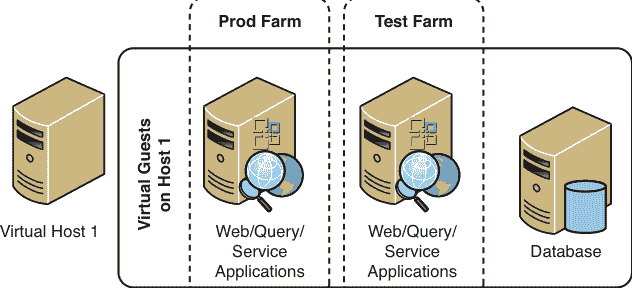 Prod Farm
Test Farm
Virtual Guests
on Host 1
Virtual Host 1
Web/Query/
Service
Applications
Web/Query/
Service
Applications
Database